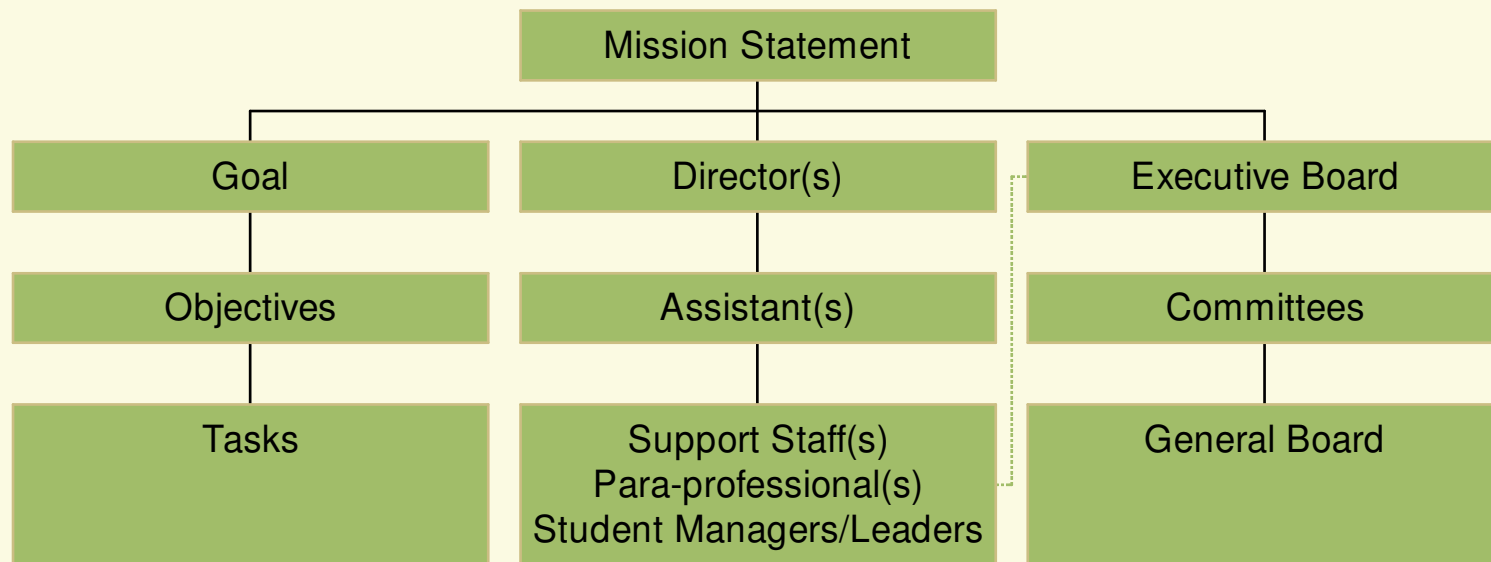 Mission Statement
Goal
Director(s)
Executive Board
Objectives
Assistant(s)
Committees
Tasks
Support Staff(s)
Para-professional(s)
Student Managers/Leaders
General Board